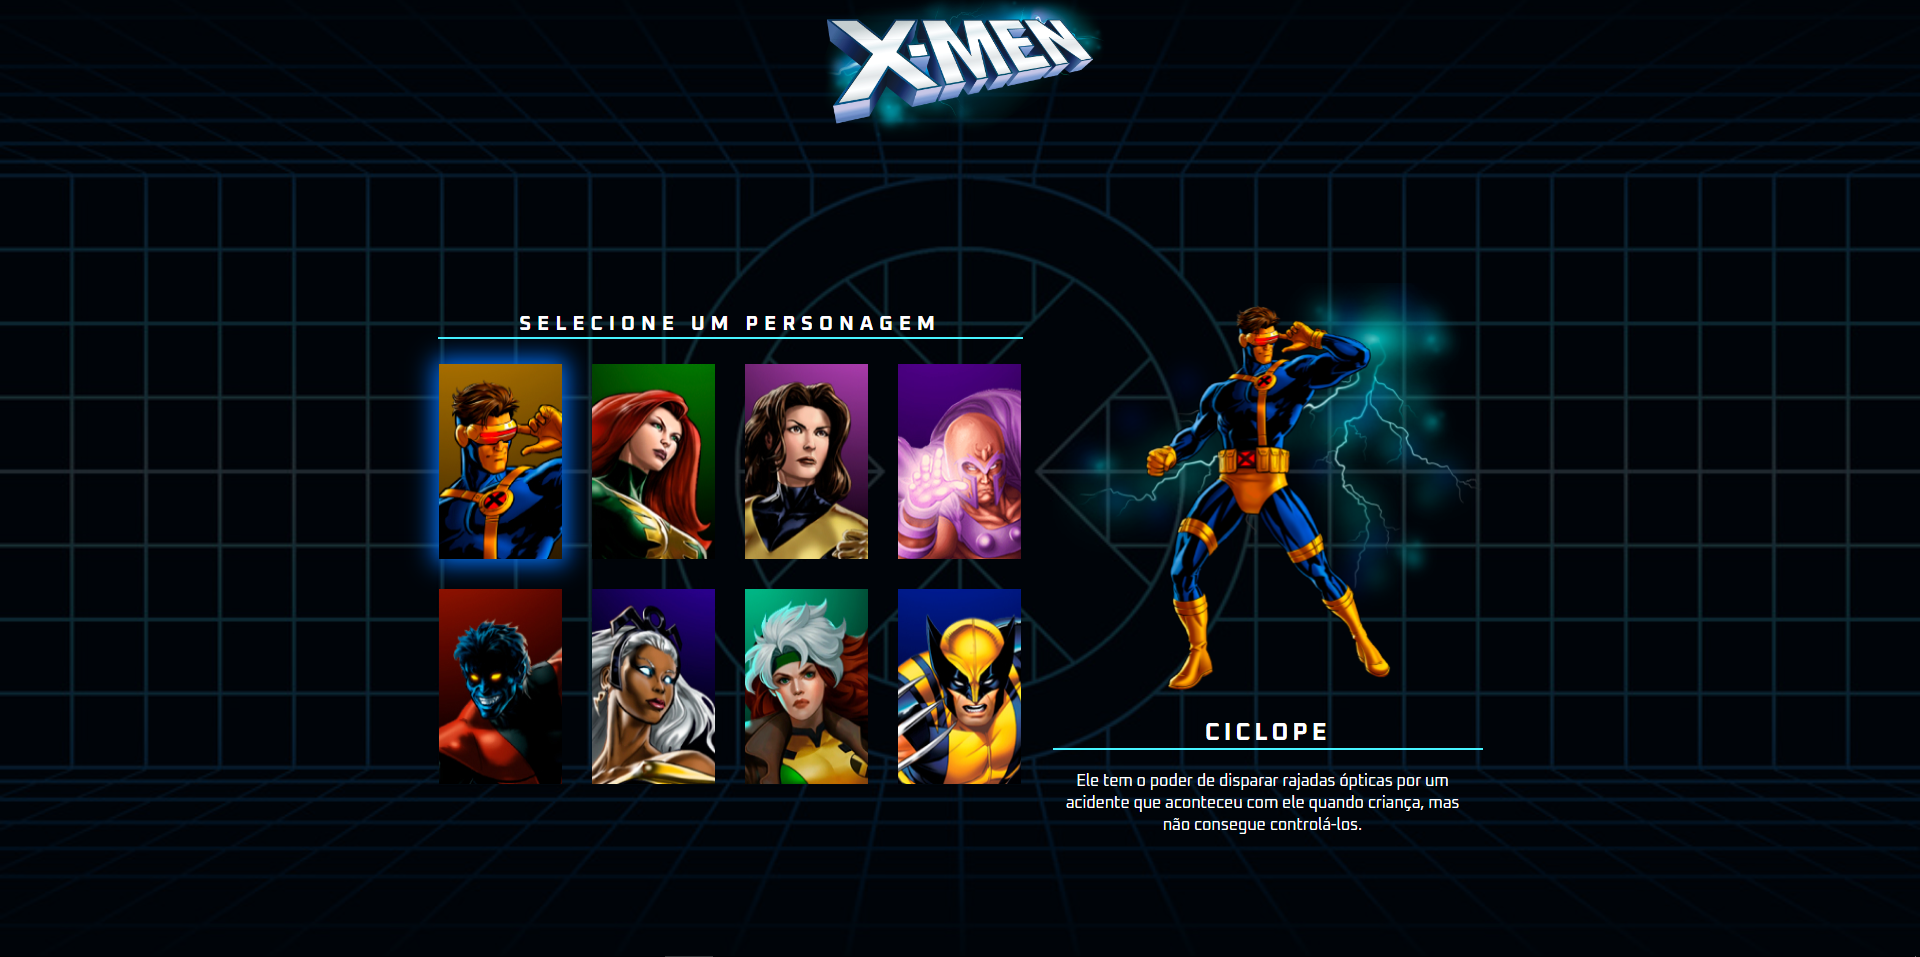 X-MEN
SELECIONE UM PERSONAGEM
CICLOPE
Ele tem o poder de disparar rajadas ópticas por um
acidente que aconteceu com ele quando criança, mas
não consegue controlá-los.